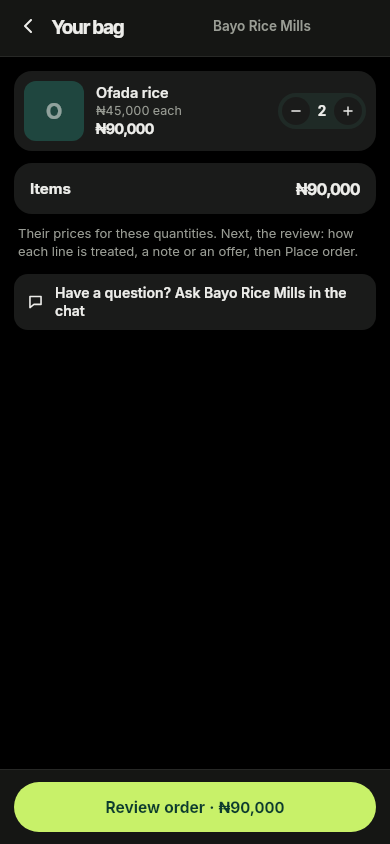 Your bag
Bayo Rice Mills
O
Ofada rice
₦45,000 each
₦90,000
2
Items
₦90,000
Their prices for these quantities. Next, the review: how
each line is treated, a note or an offer, then Place order.
Have a question? Ask Bayo Rice Mills in the
chat
Review order · ₦90,000